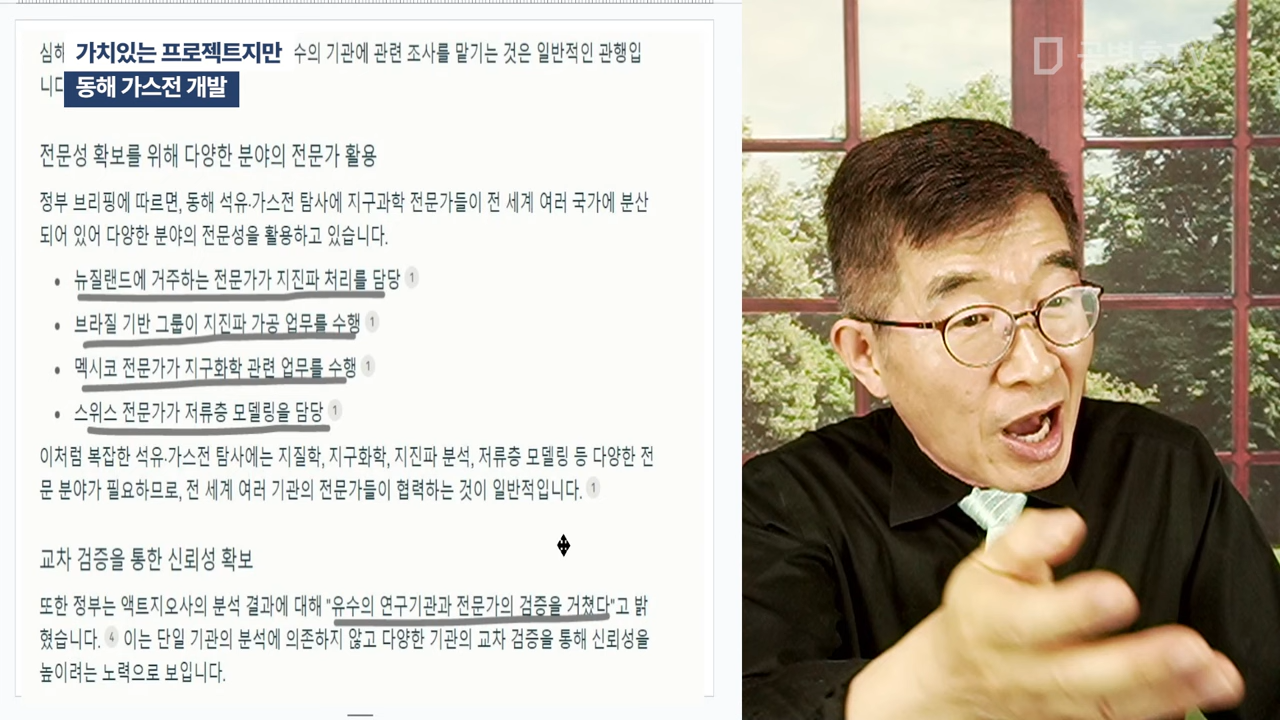 가치있는 프로젝트지만
동해 가스전 개발
심해 수의 기관에 관련 조사를 맡기는 것은 일반적인 관행입
니다
전문성 확보를 위해 다양한 분야의 전문가 활용
정부 브리핑에 따르면, 동해 석유·가스전 탐사에 지구과학 전문가들이 전 세계 여러 국가에 분산
되어 있어 다양한 분야의 전문성을 활용하고 있습니다.
• 뉴질랜드에 거주하는 전문가가 지진파 처리를 담당 1
• 브라질 기반 그룹이 지진파 가공 업무를 수행 1
• 멕시코 전문가가 지구화학 관련 업무를 수행 1
• 스위스 전문가가 저류층 모델링을 담당 1
이처럼 복잡한 석유·가스전 탐사에는 지질학, 지구화학, 지진파 분석, 저류층 모델링 등 다양한 전
문 분야가 필요하므로, 전 세계 여러 기관의 전문가들이 협력하는 것이 일반적입니다. 1
교차 검증을 통한 신뢰성 확보
또한 정부는 액트지오사의 분석 결과에 대해 "유수의 연구기관과 전문가의 검증을 거쳤다"고 밝
혔습니다. 4 이는 단일 기관의 분석에 의존하지 않고 다양한 기관의 교차 검증을 통해 신뢰성을
높이려는 노력으로 보입니다.